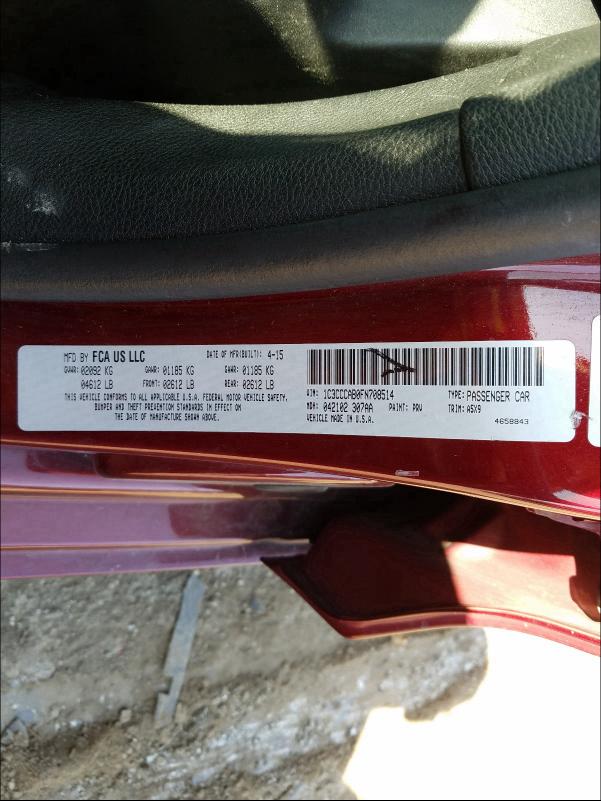 MFD BY FCA US LLC DATE OF MFR(BUILT): 4-15
GVWR: 02092 KG GAWR: 01185 KG GAWR: 01185 KG
04612 LB FRONT: 02612 LB REAR: 02612 LB
THIS VEHICLE CONFORMS TO ALL APPLICABLE U.S.A. FEDERAL MOTOR VEHICLE SAFETY,
BUMPER AND THEFT PREVENTION STANDARDS IN EFFECT ON
THE DATE OF MANUFACTURE SHOWN ABOVE.
VIN: 1C3CCCAB0FN708514 TYPE: PASSENGER CAR
MDH: 042102 307AA PAINT: PRV TRIM: A5X9
VEHICLE MADE IN U.S.A. 4658843